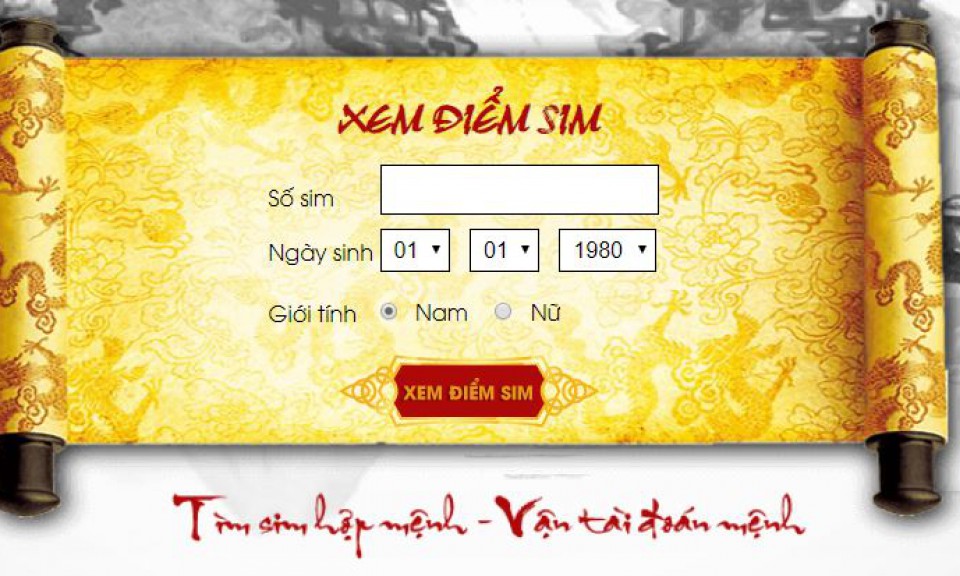 XEM ĐIỂM SIM
Số sim
Ngày sinh 01 01 1980
Giới tính Nam Nữ
XEM ĐIỂM SIM
Tìm sim hợp mệnh - Vận tài đoán mệnh